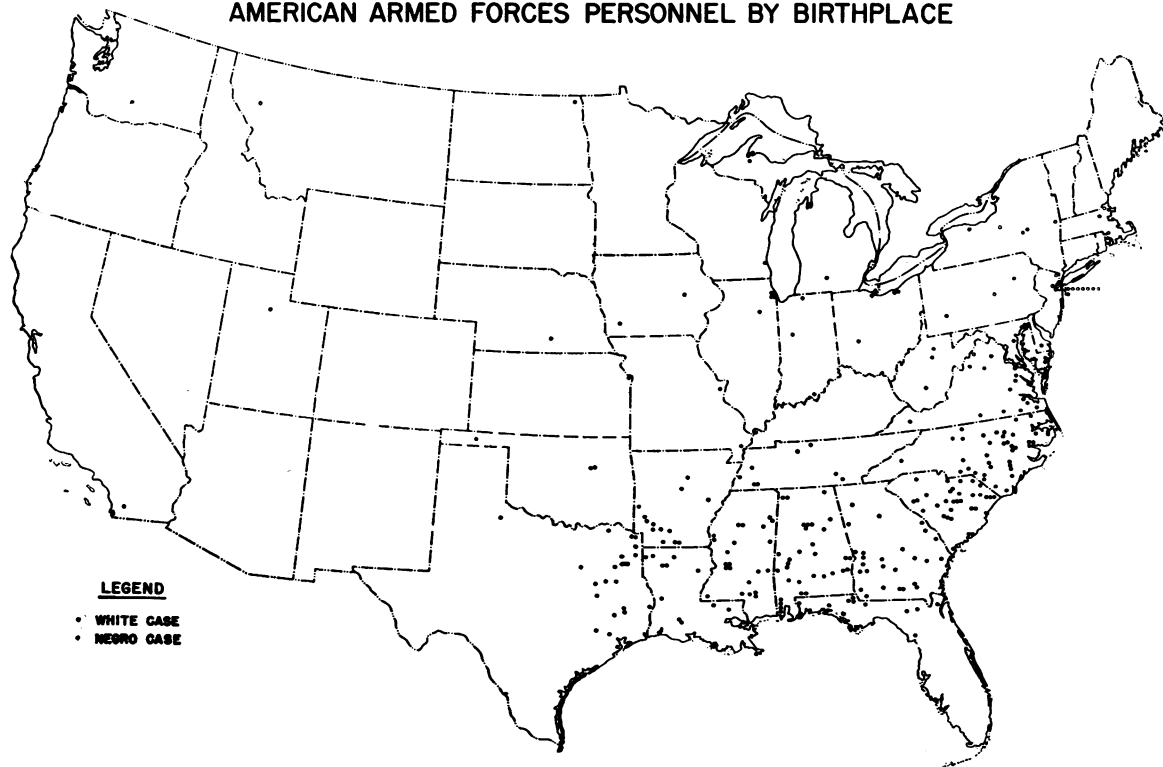 AMERICAN ARMED FORCES PERSONNEL BY BIRTHPLACE
LEGEND
WHITE CASE
NEGRO CASE